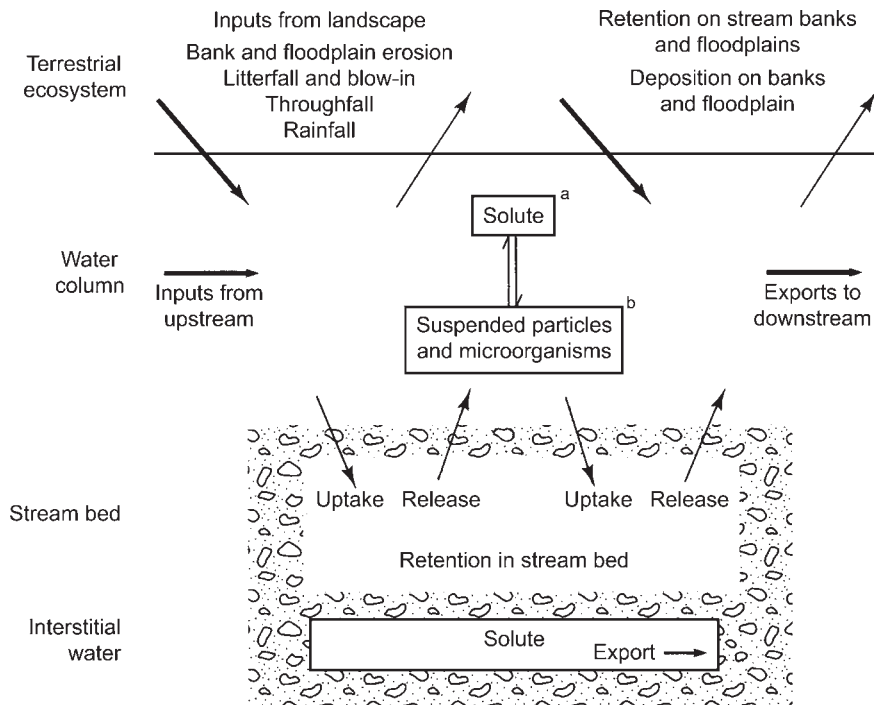 Inputs from landscape
Bank and floodplain erosion
Litterfall and blow-in
Throughfall
Rainfall
Retention on stream banks
and floodplains
Deposition on banks
and floodplain
Terrestrial
ecosystem
Solute
a
Water
column
Inputs from
upstream
b
Suspended particles
and microorganisms
Exports to
downstream
Uptake
Release
Uptake
Release
Stream bed
Retention in stream bed
Interstitial
water
Solute
Export